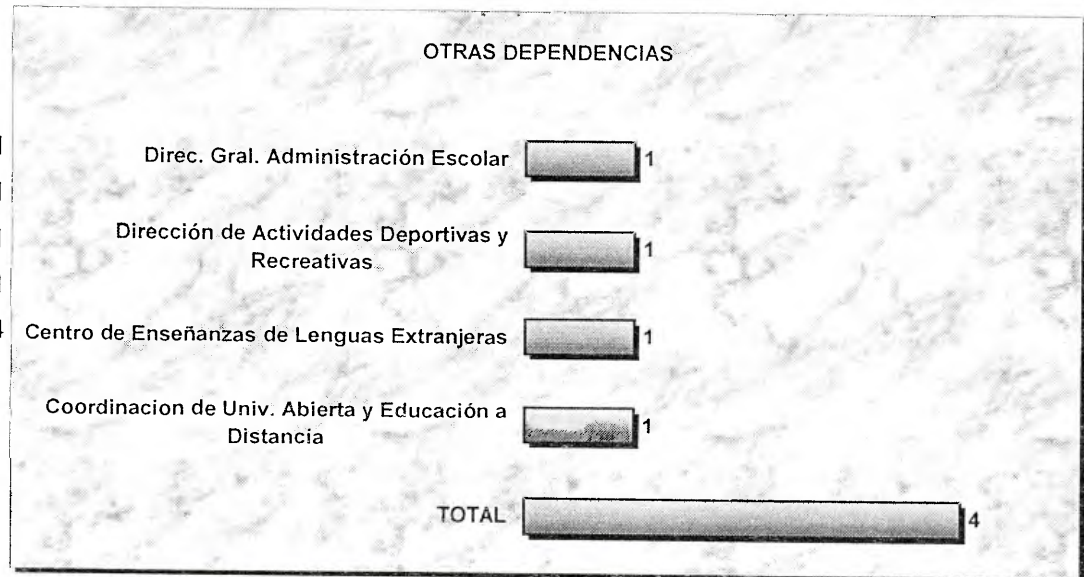 OTRAS DEPENDENCIAS
Direc. Gral. Administración Escolar 1
Dirección de Actividades Deportivas y
Recreativas 1
Centro de Enseñanzas de Lenguas Extranjeras 1
Coordinacion de Univ. Abierta y Educación a
Distancia 1
TOTAL 4